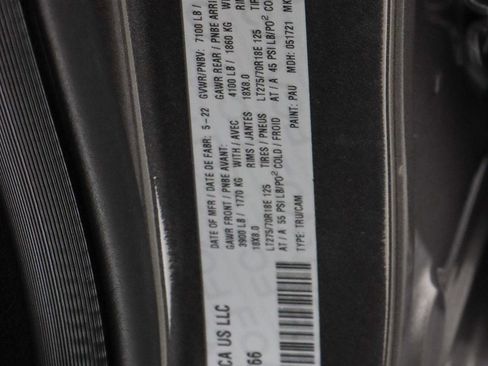 CA US LLC
66
DATE OF MFR / DATE DE FABR: 5-22 GVWR/PNBV: 7100 LB /
GAWR FRONT / PNBE AVANT: GAWR REAR / PNBE ARRI
3900 LB / 1770 KG WITH / AVEC 4100 LB / 1860 KG
18X8.0 RIMS / JANTES 18X8.0
LT275/70R18E 125 TIRES / PNEUS LT275/70R18E 125
AT / A 55 PSI LB/PO² COLD / FROID AT / A 45 PSI LB/PO²
TYPE: TRU/CAM PAINT: PAU MDH: 051721 MK